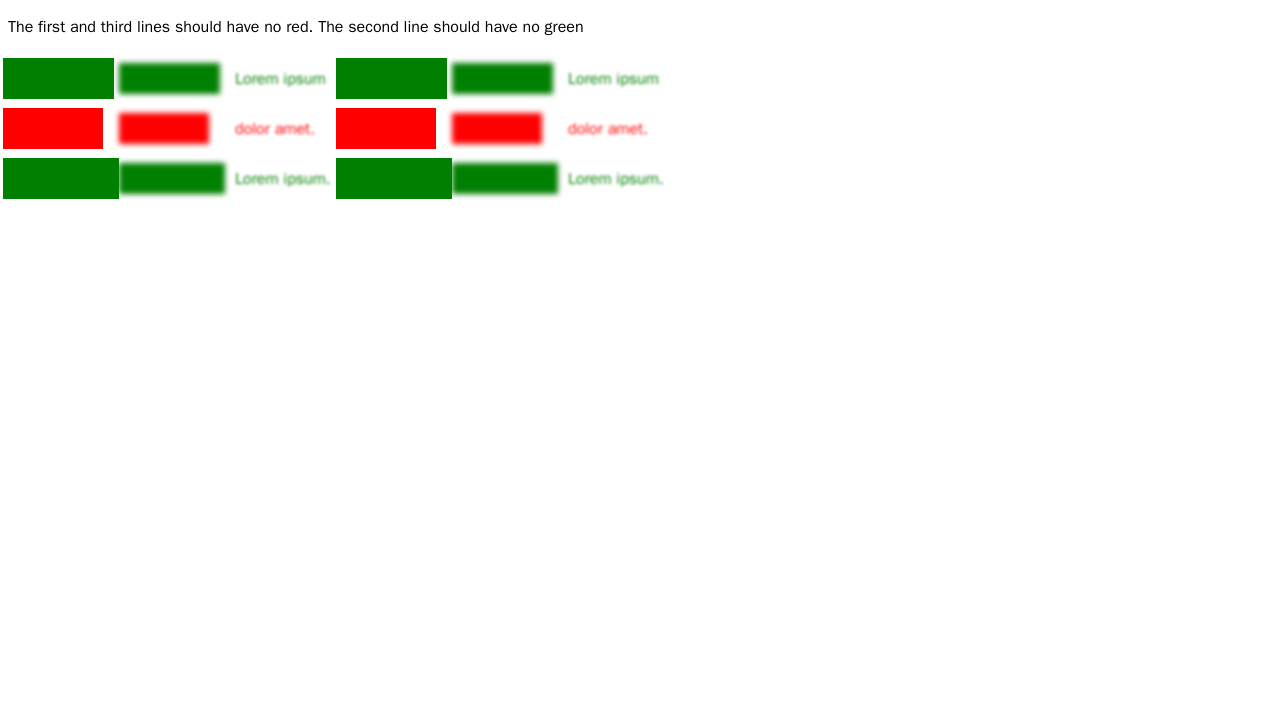 The first and third lines should have no red. The second line should have no green
Lorem ipsum Lorem ipsum
dolor amet. dolor amet.
Lorem ipsum. Lorem ipsum.